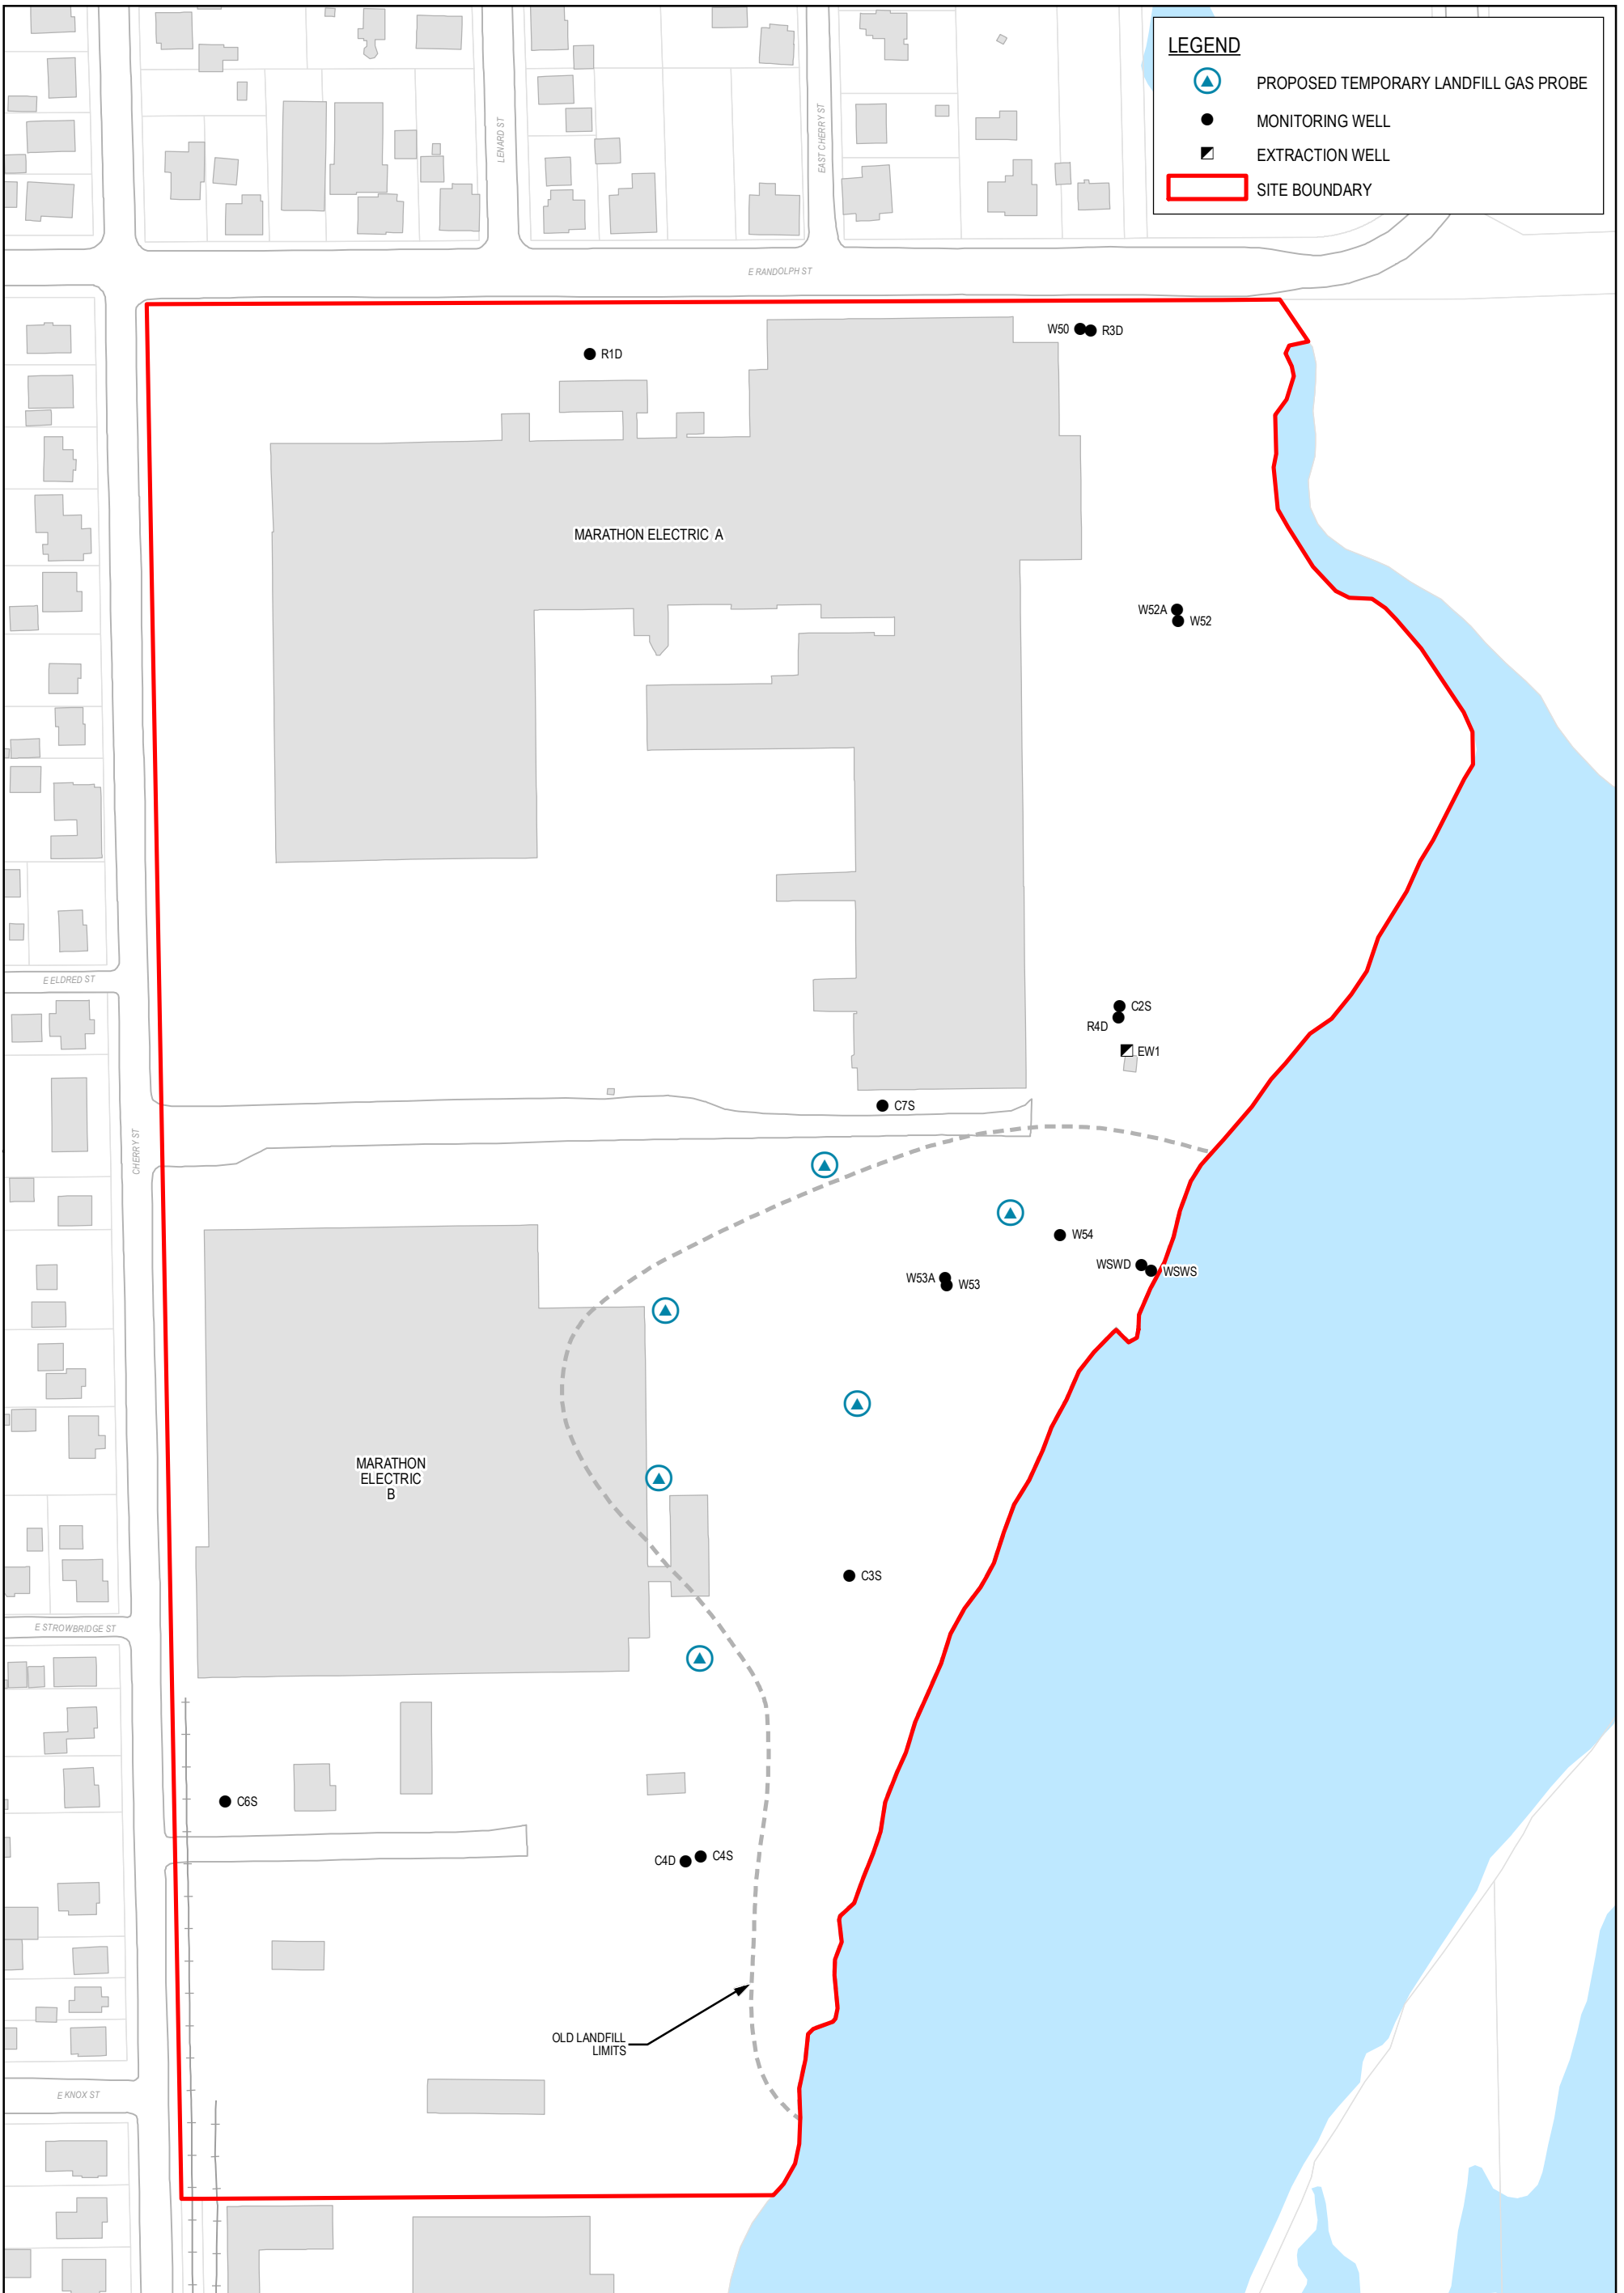 LEGEND
PROPOSED TEMPORARY LANDFILL GAS PROBE
MONITORING WELL
EXTRACTION WELL
SITE BOUNDARY
LENARD ST
EAST CHERRY ST
E RANDOLPH ST
W50
R3D
R1D
MARATHON ELECTRIC A
W52A
W52
E ELDRED ST
C2S
R4D
EW1
C7S
CHERRY ST
W54
WSWD
WSWS
W53A
W53
MARATHON
ELECTRIC
B
C3S
E STROWBRIDGE ST
C6S
C4D
C4S
OLD LANDFILL
LIMITS
E KNOX ST